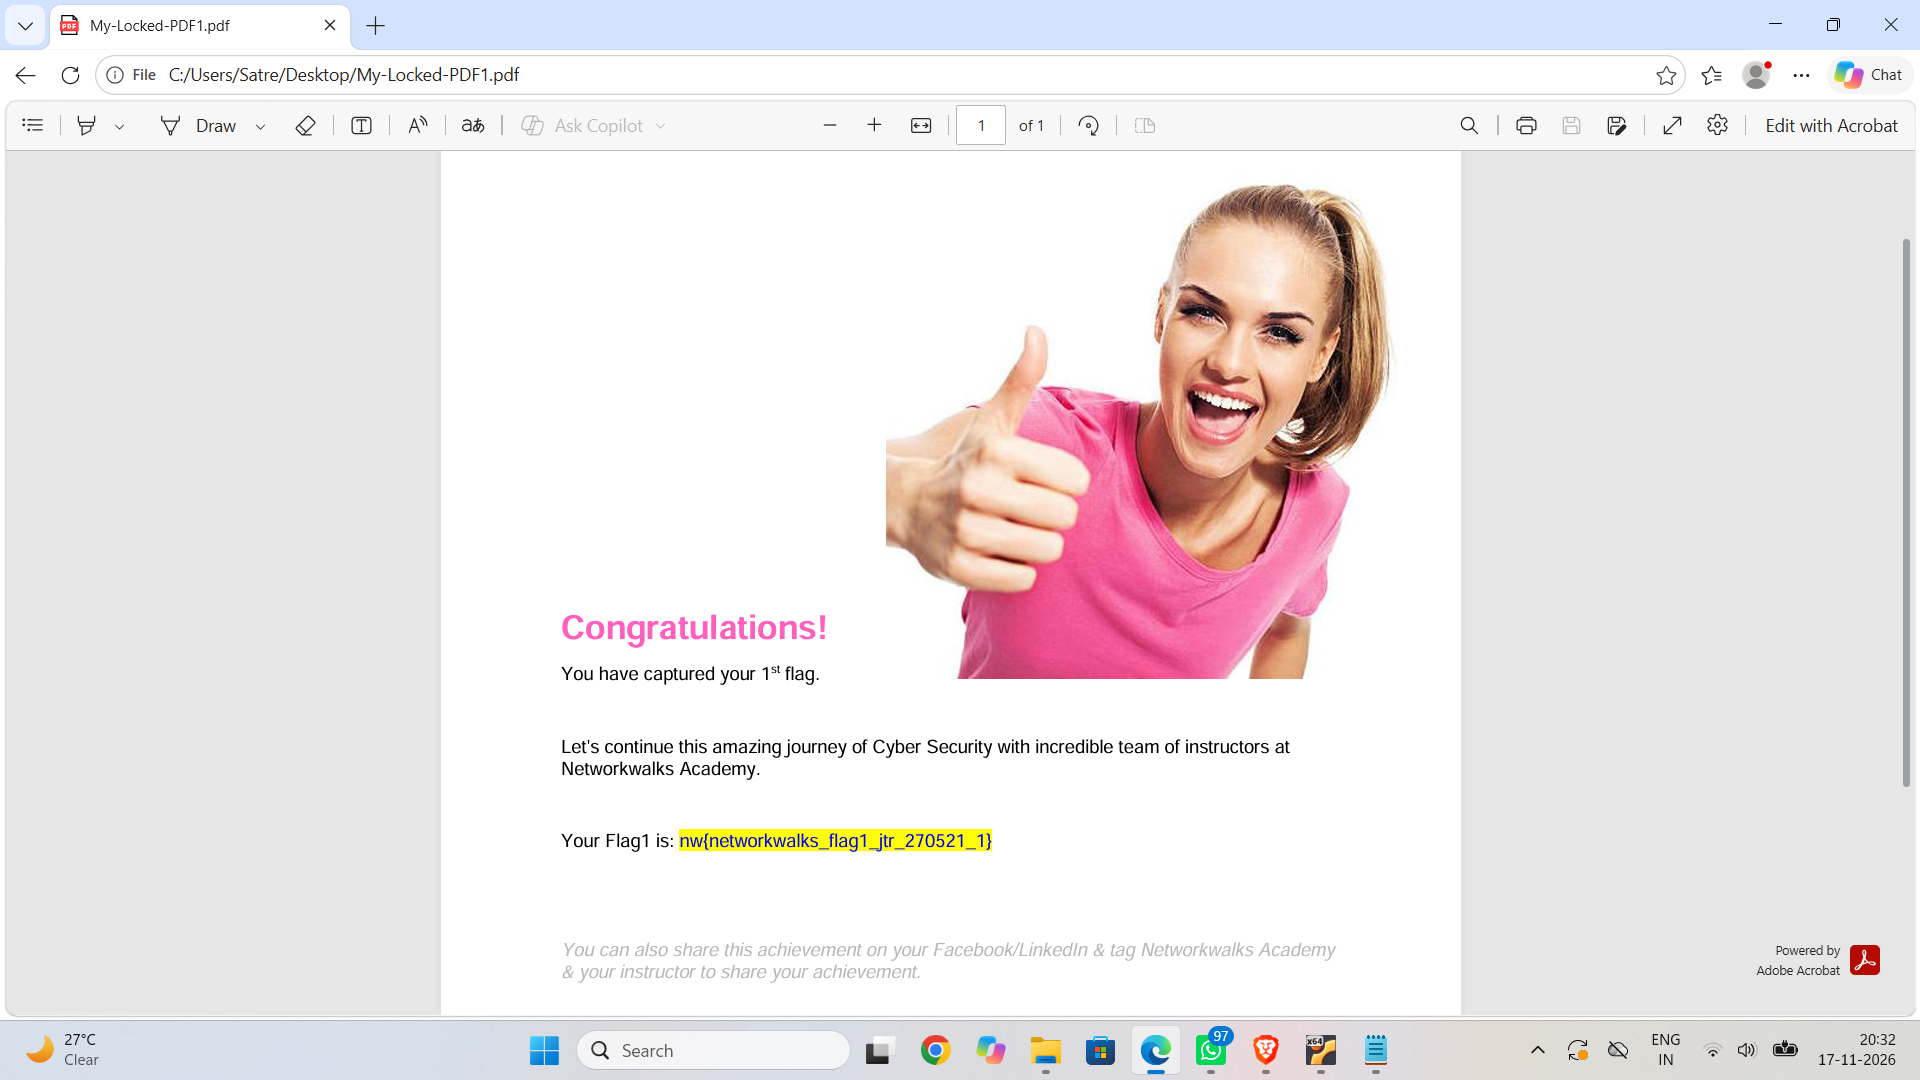 My-Locked-PDF1.pdf
File C:/Users/Satre/Desktop/My-Locked-PDF1.pdf
Chat
Draw
Ask Copilot
1 of 1
Edit with Acrobat
Congratulations!
You have captured your 1st flag.
Let's continue this amazing journey of Cyber Security with incredible team of instructors at
Networkwalks Academy.
Your Flag1 is: nw{networkwalks_flag1_jtr_270521_1}
You can also share this achievement on your Facebook/LinkedIn & tag Networkwalks Academy
& your instructor to share your achievement.
Powered by
Adobe Acrobat
27°C
Clear
Search
x64
97
ENG
IN
20:32
17-11-2026